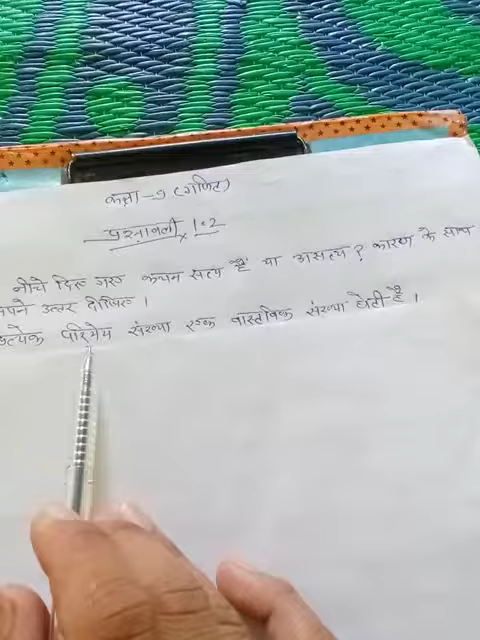 कक्षा -9 (गणित)
प्रश्नावली 1.2
नीचे दिए गए कथन सत्य हैं या असत्य? कारण के साथ
अपने उत्तर दीजिए।
प्रत्येक परिमेय संख्या एक वास्तविक संख्या होती है।